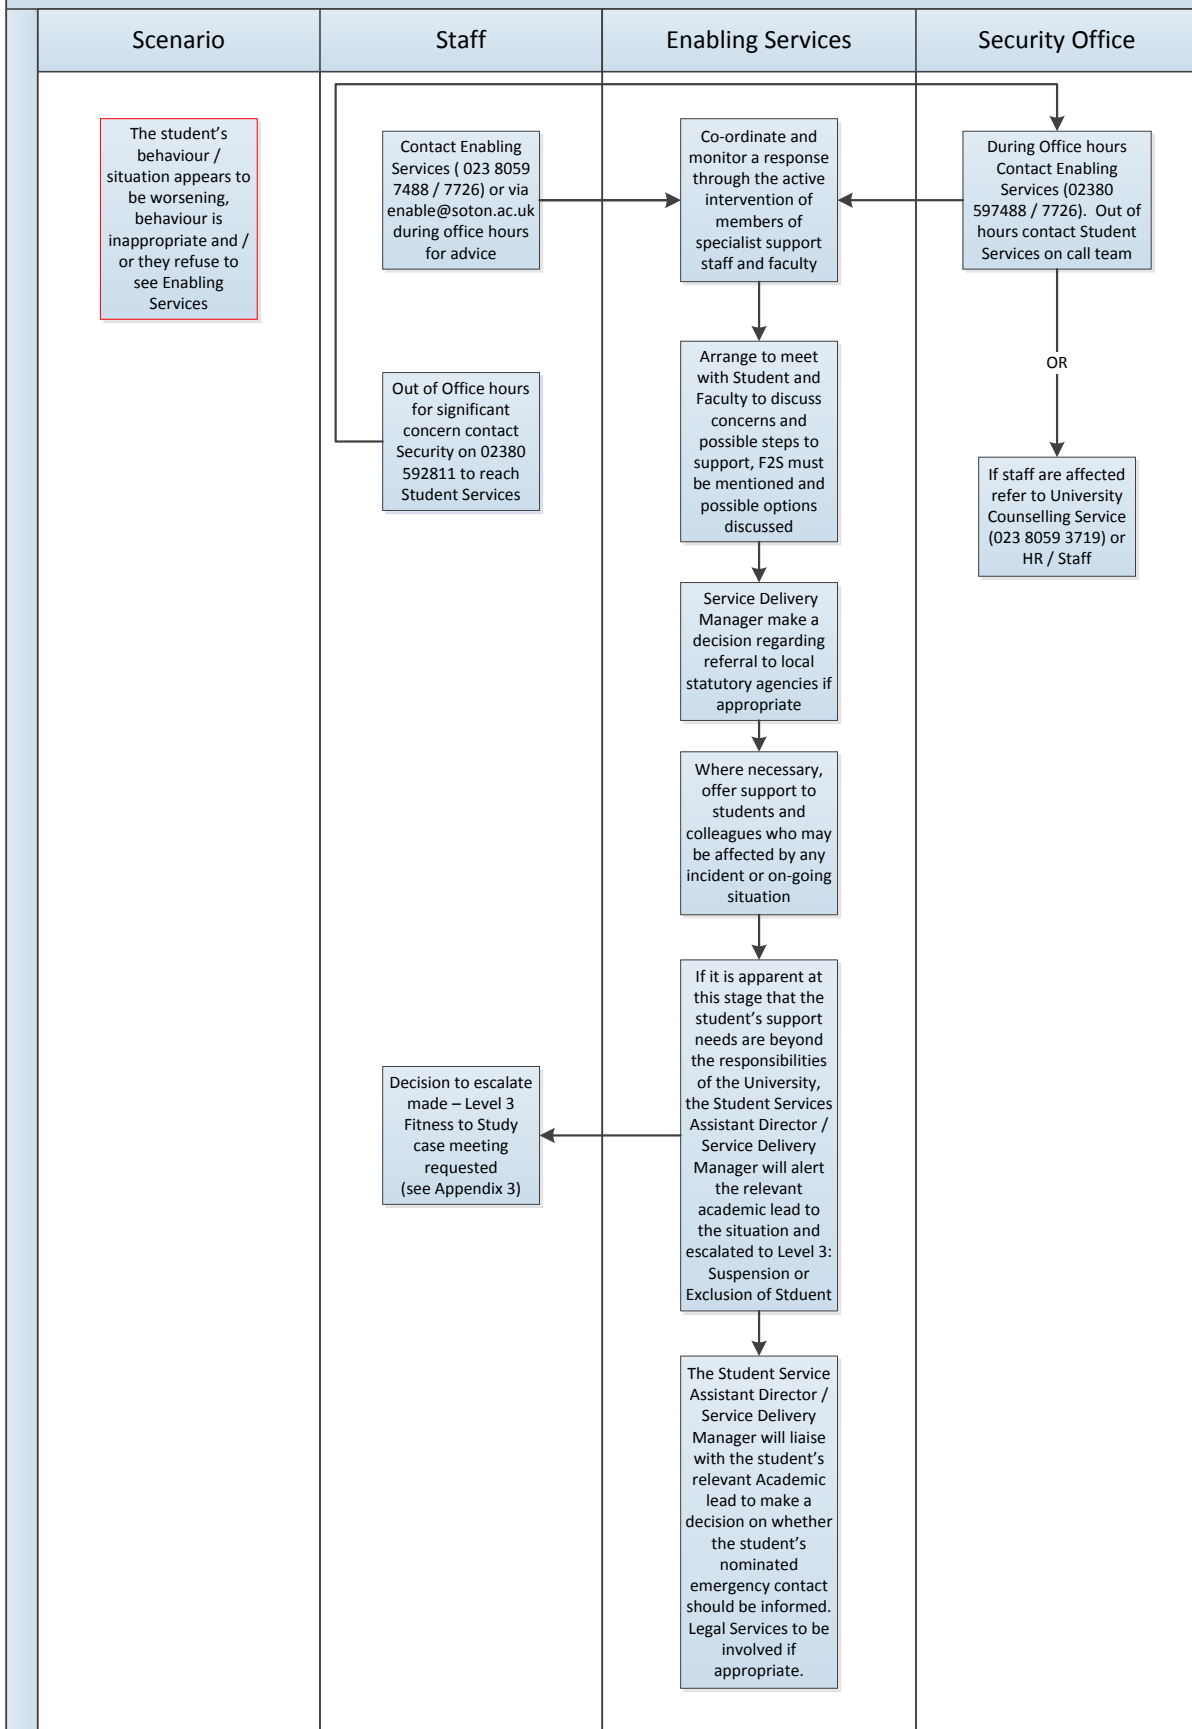 Scenario
Staff
Enabling Services
Security Office
The student's
behaviour /
situation appears to
be worsening,
behaviour is
inappropriate and /
or they refuse to
see Enabling
Services
Contact Enabling
Services ( 023 8059
7488 / 7726) or via
enable@soton.ac.uk
during office hours
for advice
Out of Office hours
for significant
concern contact
Security on 02380
592811 to reach
Student Services
Decision to escalate
made – Level 3
Fitness to Study
case meeting
requested
(see Appendix 3)
Co-ordinate and
monitor a response
through the active
intervention of
members of
specialist support
staff and faculty
Arrange to meet
with Student and
Faculty to discuss
concerns and
possible steps to
support, F2S must
be mentioned and
possible options
discussed
Service Delivery
Manager make a
decision regarding
referral to local
statutory agencies if
appropriate
Where necessary,
offer support to
students and
colleagues who may
be affected by any
incident or on-going
situation
If it is apparent at
this stage that the
student's support
needs are beyond
the responsibilities
of the University,
the Student Services
Assistant Director /
Service Delivery
Manager will alert
the relevant
academic lead to
the situation and
escalated to Level 3:
Suspension or
Exclusion of Stduent
The Student Service
Assistant Director /
Service Delivery
Manager will liaise
with the student's
relevant Academic
lead to make a
decision on whether
the student's
nominated
emergency contact
should be informed.
Legal Services to be
involved if
appropriate.
During Office hours
Contact Enabling
Services (02380
597488 / 7726).  Out of
hours contact Student
Services on call team
OR
If staff are affected
refer to University
Counselling Service
(023 8059 3719) or
HR / Staff